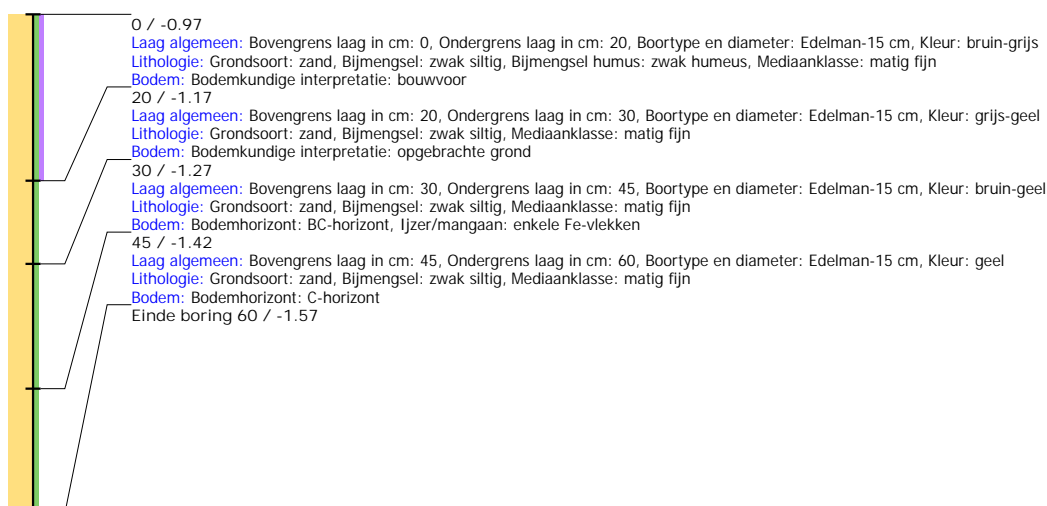 0 / -0.97
Laag algemeen: Bovengrens laag in cm: 0, Ondergrens laag in cm: 20, Boortype en diameter: Edelman-15 cm, Kleur: bruin-grijs
Lithologie: Grondsoort: zand, Bijmengsel: zwak siltig, Bijmengsel humus: zwak humeus, Mediaanklasse: matig fijn
Bodem: Bodemkundige interpretatie: bouwvoor
20 / -1.17
Laag algemeen: Bovengrens laag in cm: 20, Ondergrens laag in cm: 30, Boortype en diameter: Edelman-15 cm, Kleur: grijs-geel
Lithologie: Grondsoort: zand, Bijmengsel: zwak siltig, Mediaanklasse: matig fijn
Bodem: Bodemkundige interpretatie: opgebrachte grond
30 / -1.27
Laag algemeen: Bovengrens laag in cm: 30, Ondergrens laag in cm: 45, Boortype en diameter: Edelman-15 cm, Kleur: bruin-geel
Lithologie: Grondsoort: zand, Bijmengsel: zwak siltig, Mediaanklasse: matig fijn
Bodem: Bodemhorizont: BC-horizont, Ijzer/mangaan: enkele Fe-vlekken
45 / -1.42
Laag algemeen: Bovengrens laag in cm: 45, Ondergrens laag in cm: 60, Boortype en diameter: Edelman-15 cm, Kleur: geel
Lithologie: Grondsoort: zand, Bijmengsel: zwak siltig, Mediaanklasse: matig fijn
Bodem: Bodemhorizont: C-horizont
Einde boring 60 / -1.57